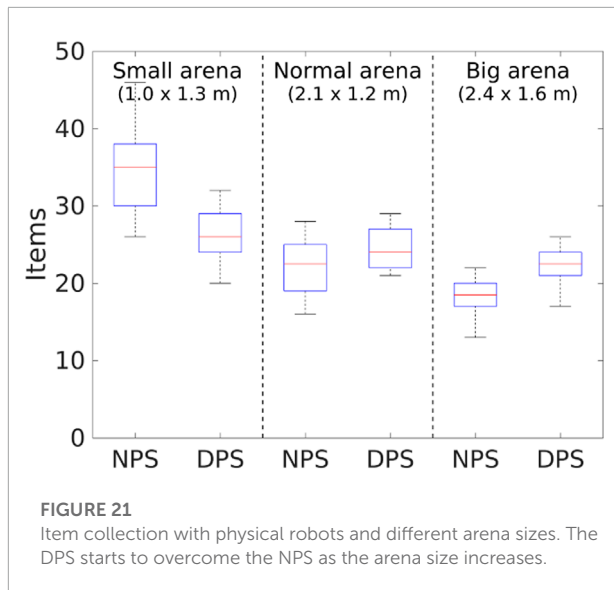 50
40
30
20
10
0
Items
Small arena
(1.0 x 1.3 m)
Normal arena
(2.1 x 1.2 m)
Big arena
(2.4 x 1.6 m)
NPS DPS NPS DPS NPS DPS
FIGURE 21
Item collection with physical robots and different arena sizes. The
DPS starts to overcome the NPS as the arena size increases.